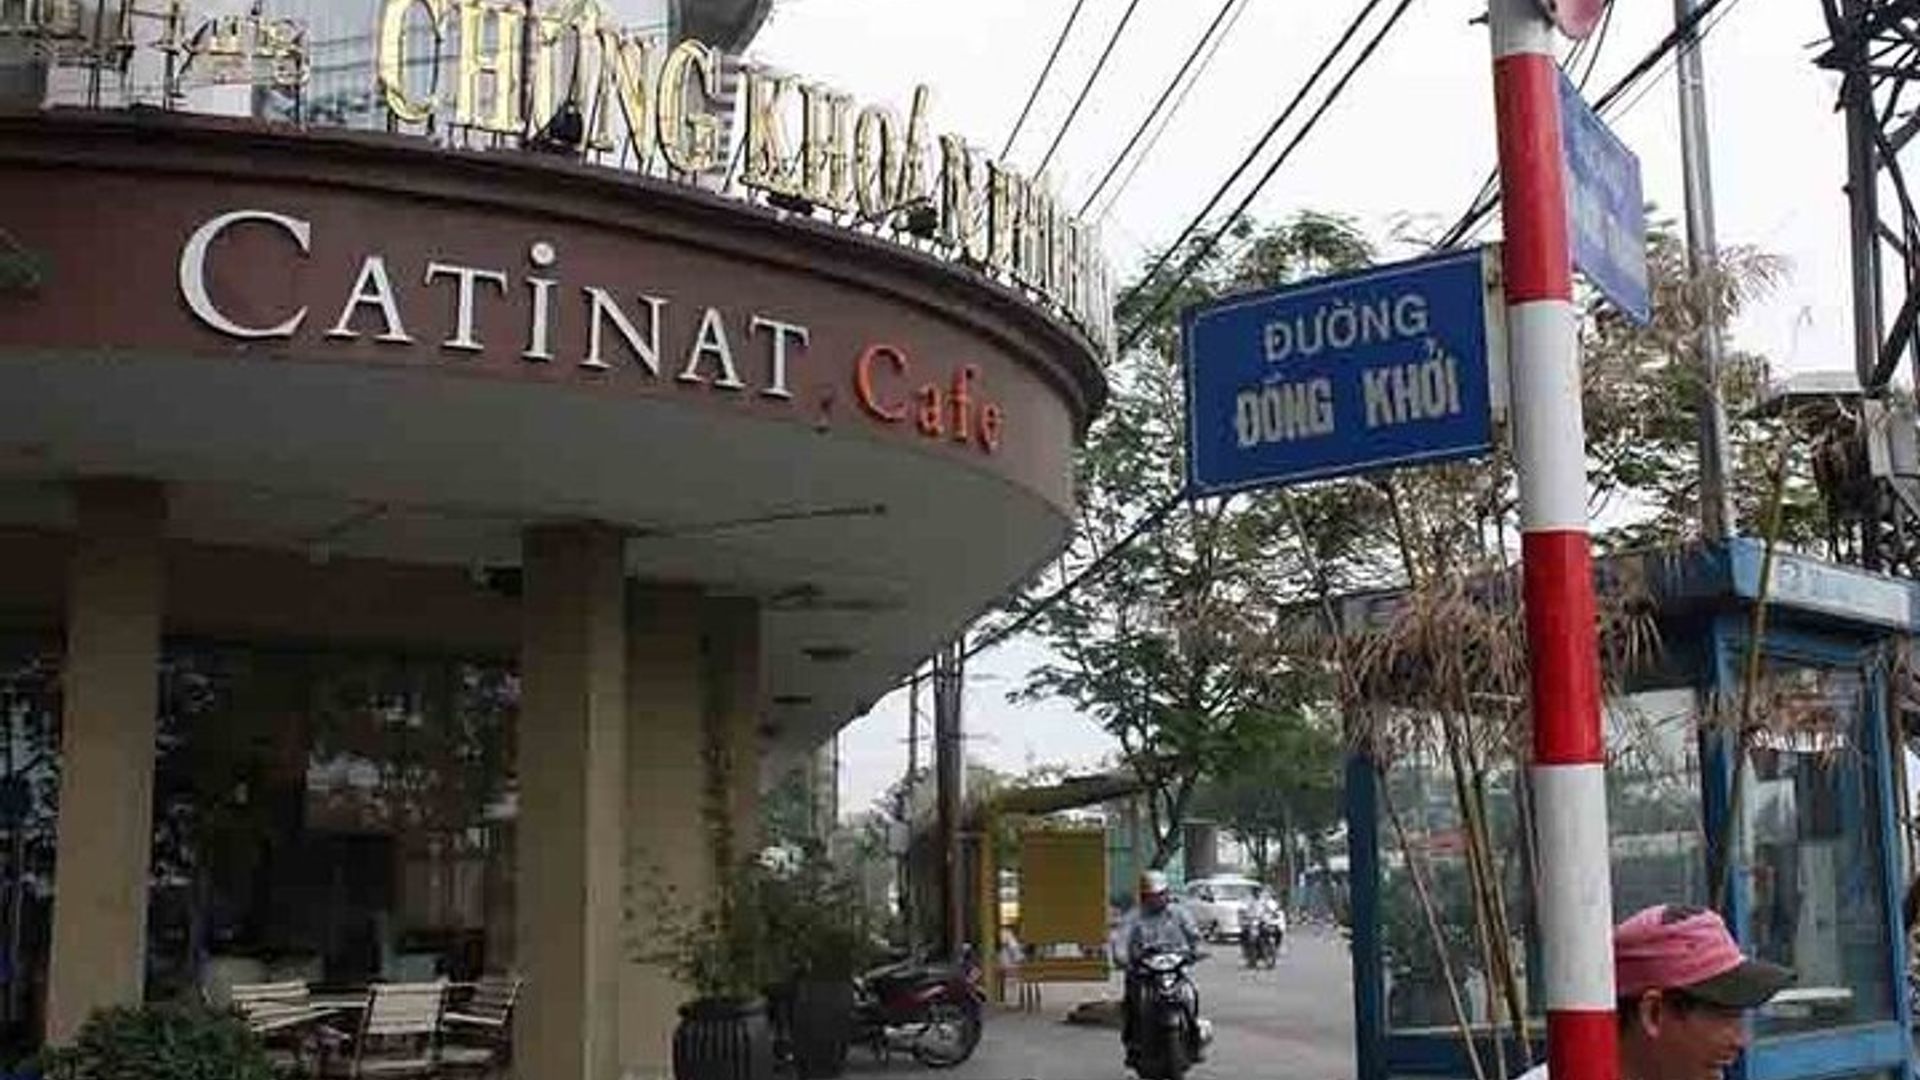 CHỨNG KHOÁN
CATiNAT Cafe
ĐƯỜNG
ĐỒNG KHỞI